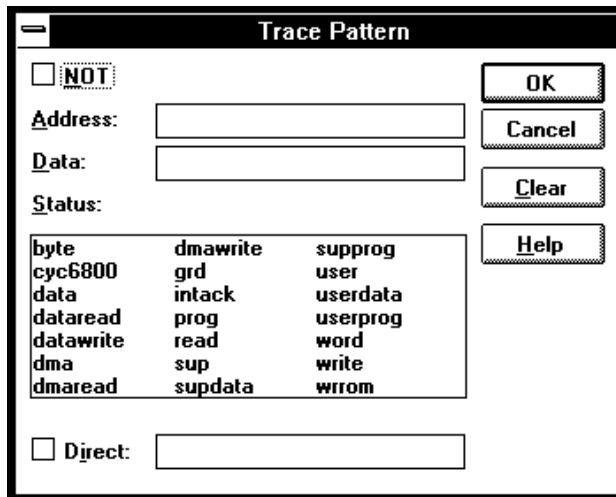 Trace Pattern
NOT
OK
Address:
Cancel
Data:
Clear
Status:
Help
byte dmawrite supprog
cyc6800 grd user
data intack userdata
dataread prog userprog
datawrite read word
dma sup write
dmaread supdata wrrom
Direct: